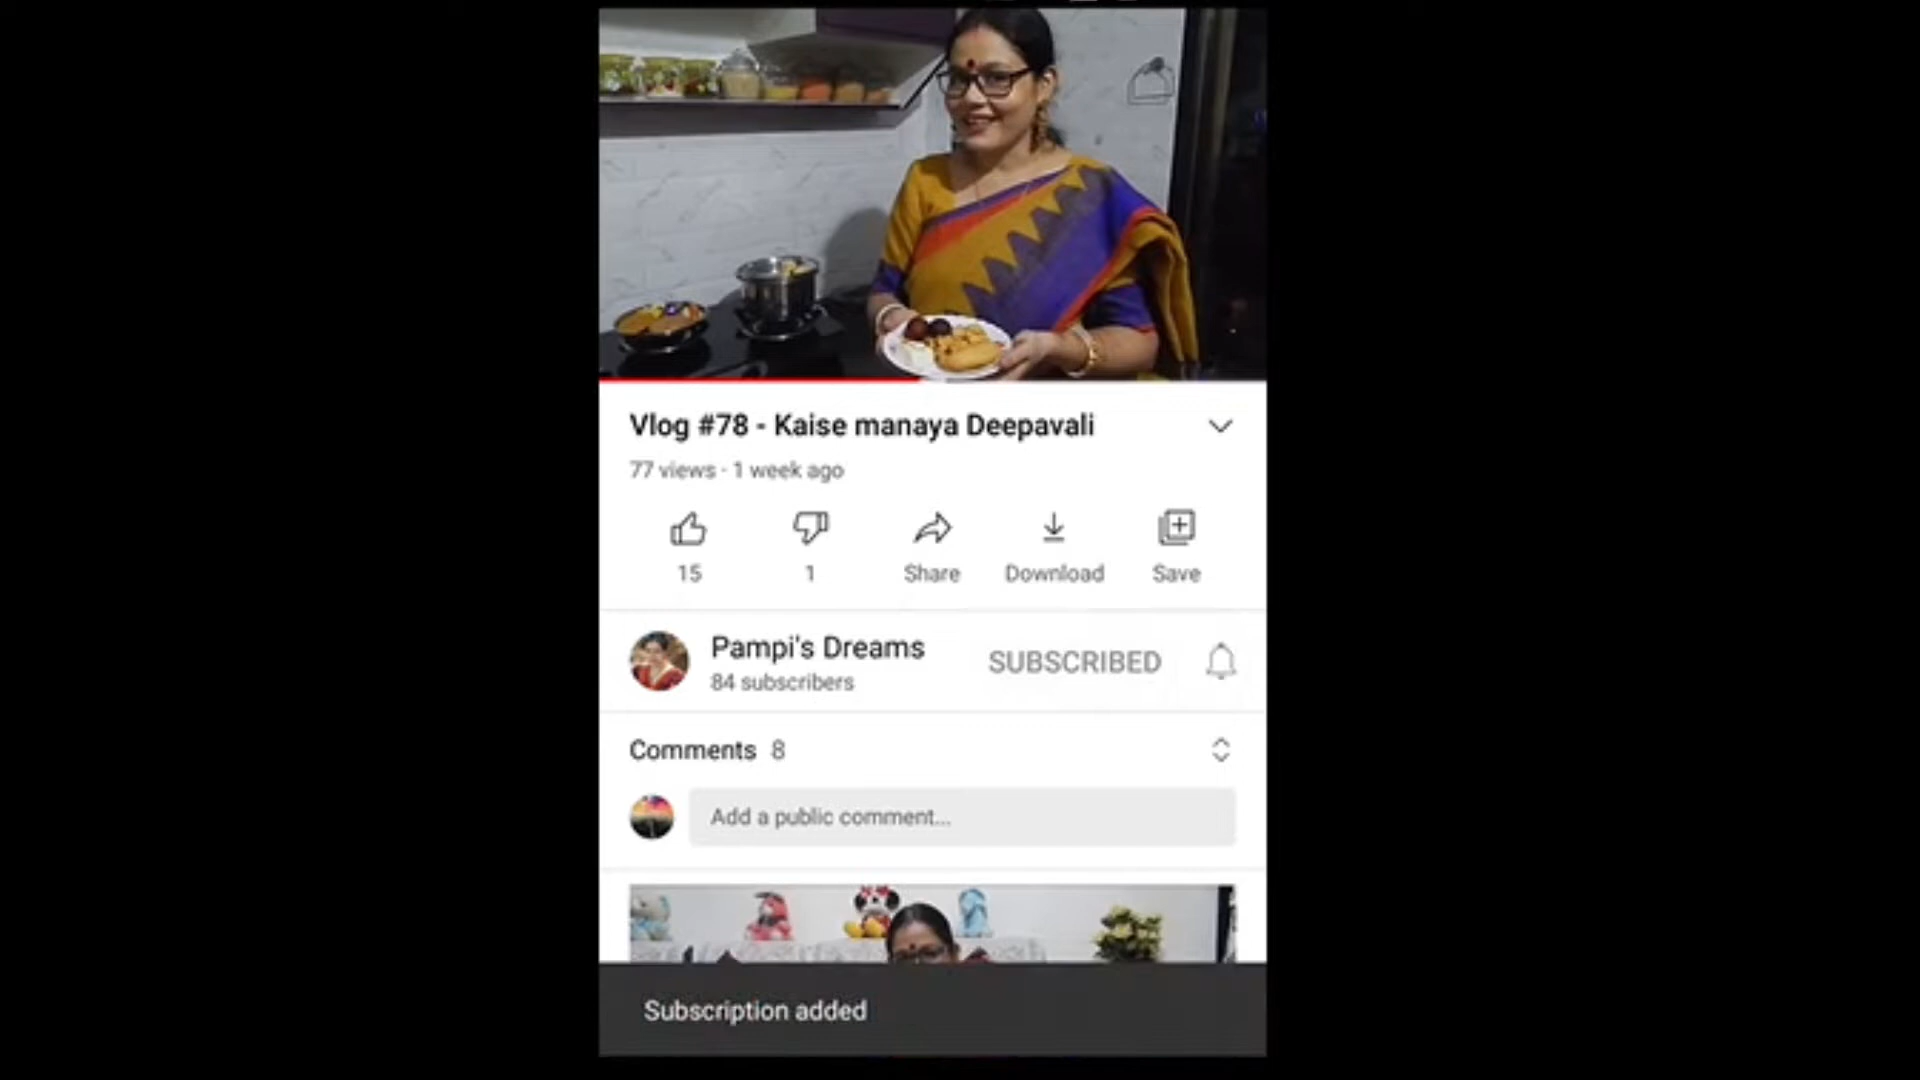 Vlog #78 - Kaise manaya Deepavali
77 views · 1 week ago
15
1
Share
Download
Save
Pampi's Dreams
84 subscribers
SUBSCRIBED
Comments 8
Add a public comment...
Subscription added